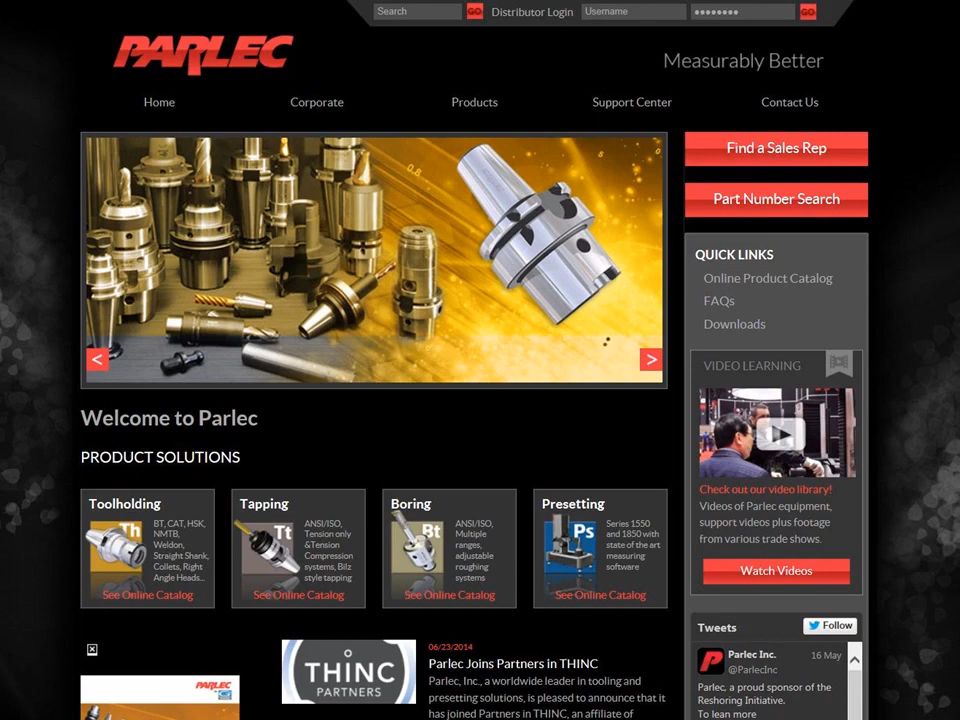 Search
GO
Distributor Login
Username
GO
PARLEC
Measurably Better
Home
Corporate
Products
Support Center
Contact Us
Find a Sales Rep
Part Number Search
0.8
<
>
QUICK LINKS
Online Product Catalog
FAQs
Downloads
VIDEO LEARNING
Check out our video library!
Videos of Parlec equipment,
support videos plus footage
from various trade shows.
Watch Videos
Welcome to Parlec
PRODUCT SOLUTIONS
Toolholding
Th
BT, CAT, HSK,
NMTB,
Weldon,
Straight Shank,
Collets, Right
Angle Heads...
See Online Catalog
Tapping
Tt
ANSI/ISO,
Tension only
&Tension
Compression
systems, Bilz
style tapping
See Online Catalog
Boring
Bt
ANSI/ISO,
Multiple
ranges,
adjustable
roughing
systems
See Online Catalog
Presetting
Ps
Series 1550
and 1850 with
state of the art
measuring
software
See Online Catalog
PARLEC
THINC
PARTNERS
06/23/2014
Parlec Joins Partners in THINC
Parlec, Inc., a worldwide leader in tooling and
presetting solutions, is pleased to announce that it
has joined Partners in THINC, an affiliate of
Tweets
Follow
Parlec Inc.
16 May
@ParlecInc
Parlec, a proud sponsor of the
Reshoring Initiative.
To lean more